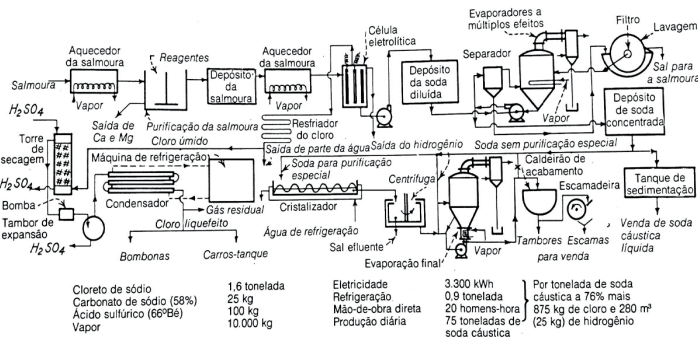 Evaporadores a
múltiplos efeitos
Filtro
Lavagem
Célula
eletrolítica
Aquecedor
da salmoura
Reagentes
Aquecedor
da salmoura
Separador
Salmoura
Depósito
da
salmoura
Depósito
da soda
diluída
Sal para
a salmoura
Vapor
Vapor
Vapor
Depósito
de soda
concentrada
H2SO4
Saída de
Ca e Mg
Purificação da salmoura
Resfriador
do cloro
Torre
de
secagem
Cloro úmido
Saída de parte da água
Saída do hidrogênio
Soda sem purificação especial
Máquina de refrigeração
Soda para purificação
especial
Caldeirão de
acabamento
Centrífuga
Escamadeira
Tanque de
sedimentação
H2SO4
Bomba
Condensador
Gás residual
Cristalizador
Tambor de
expansão
Cloro liquefeito
Água de refrigeração
H2SO4
Sal efluente
Vapor
Tambores
Escamas
para venda
Venda de soda
cáustica
líquida
Bombonas
Carros-tanque
Evaporação final
Cloreto de sódio 1,6 tonelada
Carbonato de sódio (58%) 25 kg
Ácido sulfúrico (66ºBé) 100 kg
Vapor 10.000 kg
Eletricidade 3.300 kWh
Refrigeração 0,9 tonelada
Mão-de-obra direta 20 homens-hora
Produção diária 75 toneladas de
soda cáustica
Por tonelada de soda
cáustica a 76% mais
875 kg de cloro e 280 m³
(25 kg) de hidrogênio